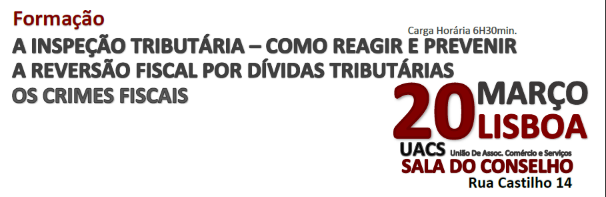 Formação
Carga Horária 6H30min.
A INSPEÇÃO TRIBUTÁRIA – COMO REAGIR E PREVENIR
A REVERSÃO FISCAL POR DÍVIDAS TRIBUTÁRIAS
OS CRIMES FISCAIS
20 MARÇO
LISBOA
UACS União De Assoc. Comércio e Serviços
SALA DO CONSELHO
Rua Castilho 14